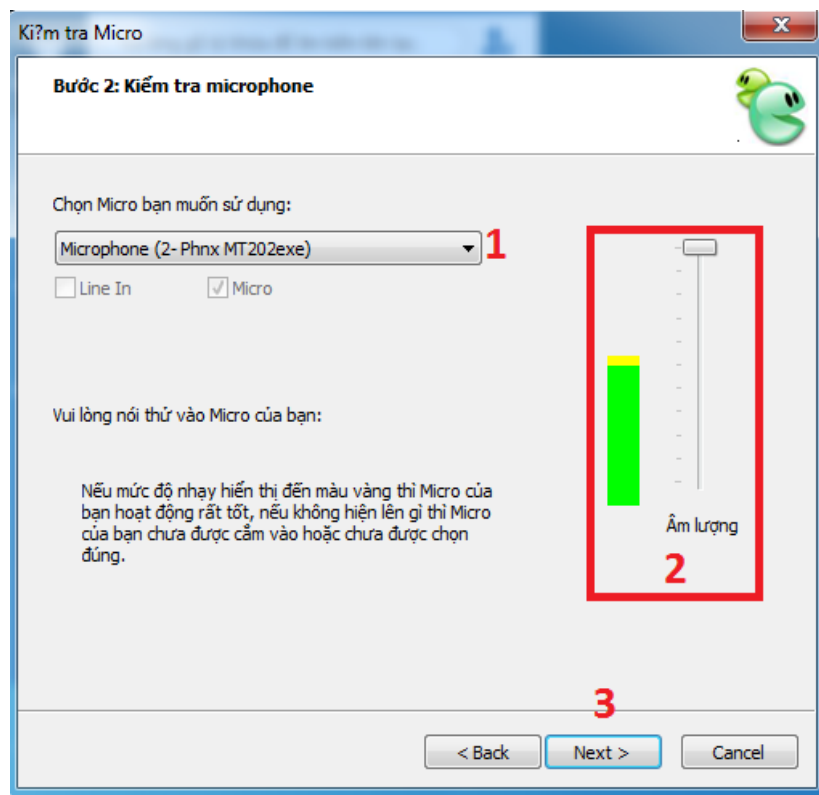 Ki?m tra Micro
Bước 2: Kiểm tra microphone
Chọn Micro bạn muốn sử dụng:
Microphone (2- Phnx MT202exe)
1
Line In
Micro
Vui lòng nói thử vào Micro của bạn:
Nếu mức độ nhạy hiển thị đến màu vàng thì Micro của
bạn hoạt động rất tốt, nếu không hiện lên gì thì Micro
của bạn chưa được cắm vào hoặc chưa được chọn
đúng.
Âm lượng
2
3
< Back
Next >
Cancel